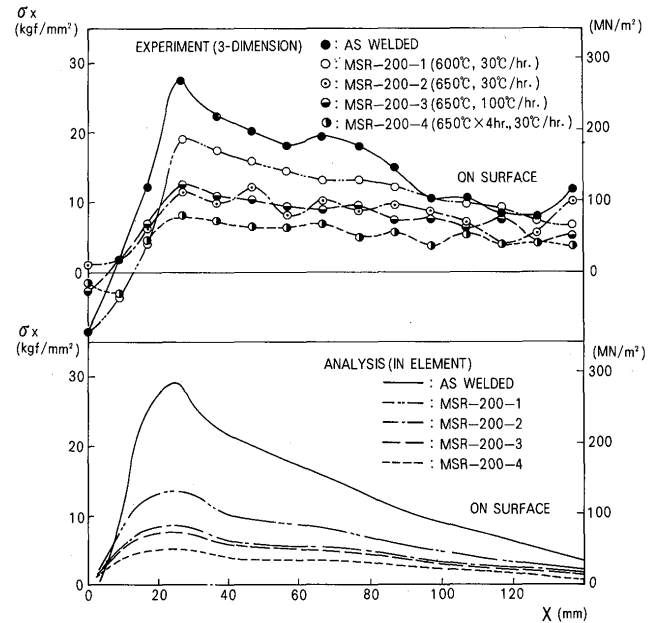 σx
(kgf/mm²)
(MN/m²)
EXPERIMENT (3-DIMENSION)
: AS WELDED
: MSR-200-1 (600℃, 30℃/hr.)
: MSR-200-2 (650℃, 30℃/hr.)
: MSR-200-3 (650℃, 100℃/hr.)
: MSR-200-4 (650℃×4hr., 30℃/hr.)
ON SURFACE
30
20
10
0
300
200
100
0
σx
(kgf/mm²)
(MN/m²)
ANALYSIS (IN ELEMENT)
: AS WELDED
: MSR-200-1
: MSR-200-2
: MSR-200-3
: MSR-200-4
ON SURFACE
30
20
10
0
300
200
100
0
0 20 40 60 80 100 120 140
X (mm)